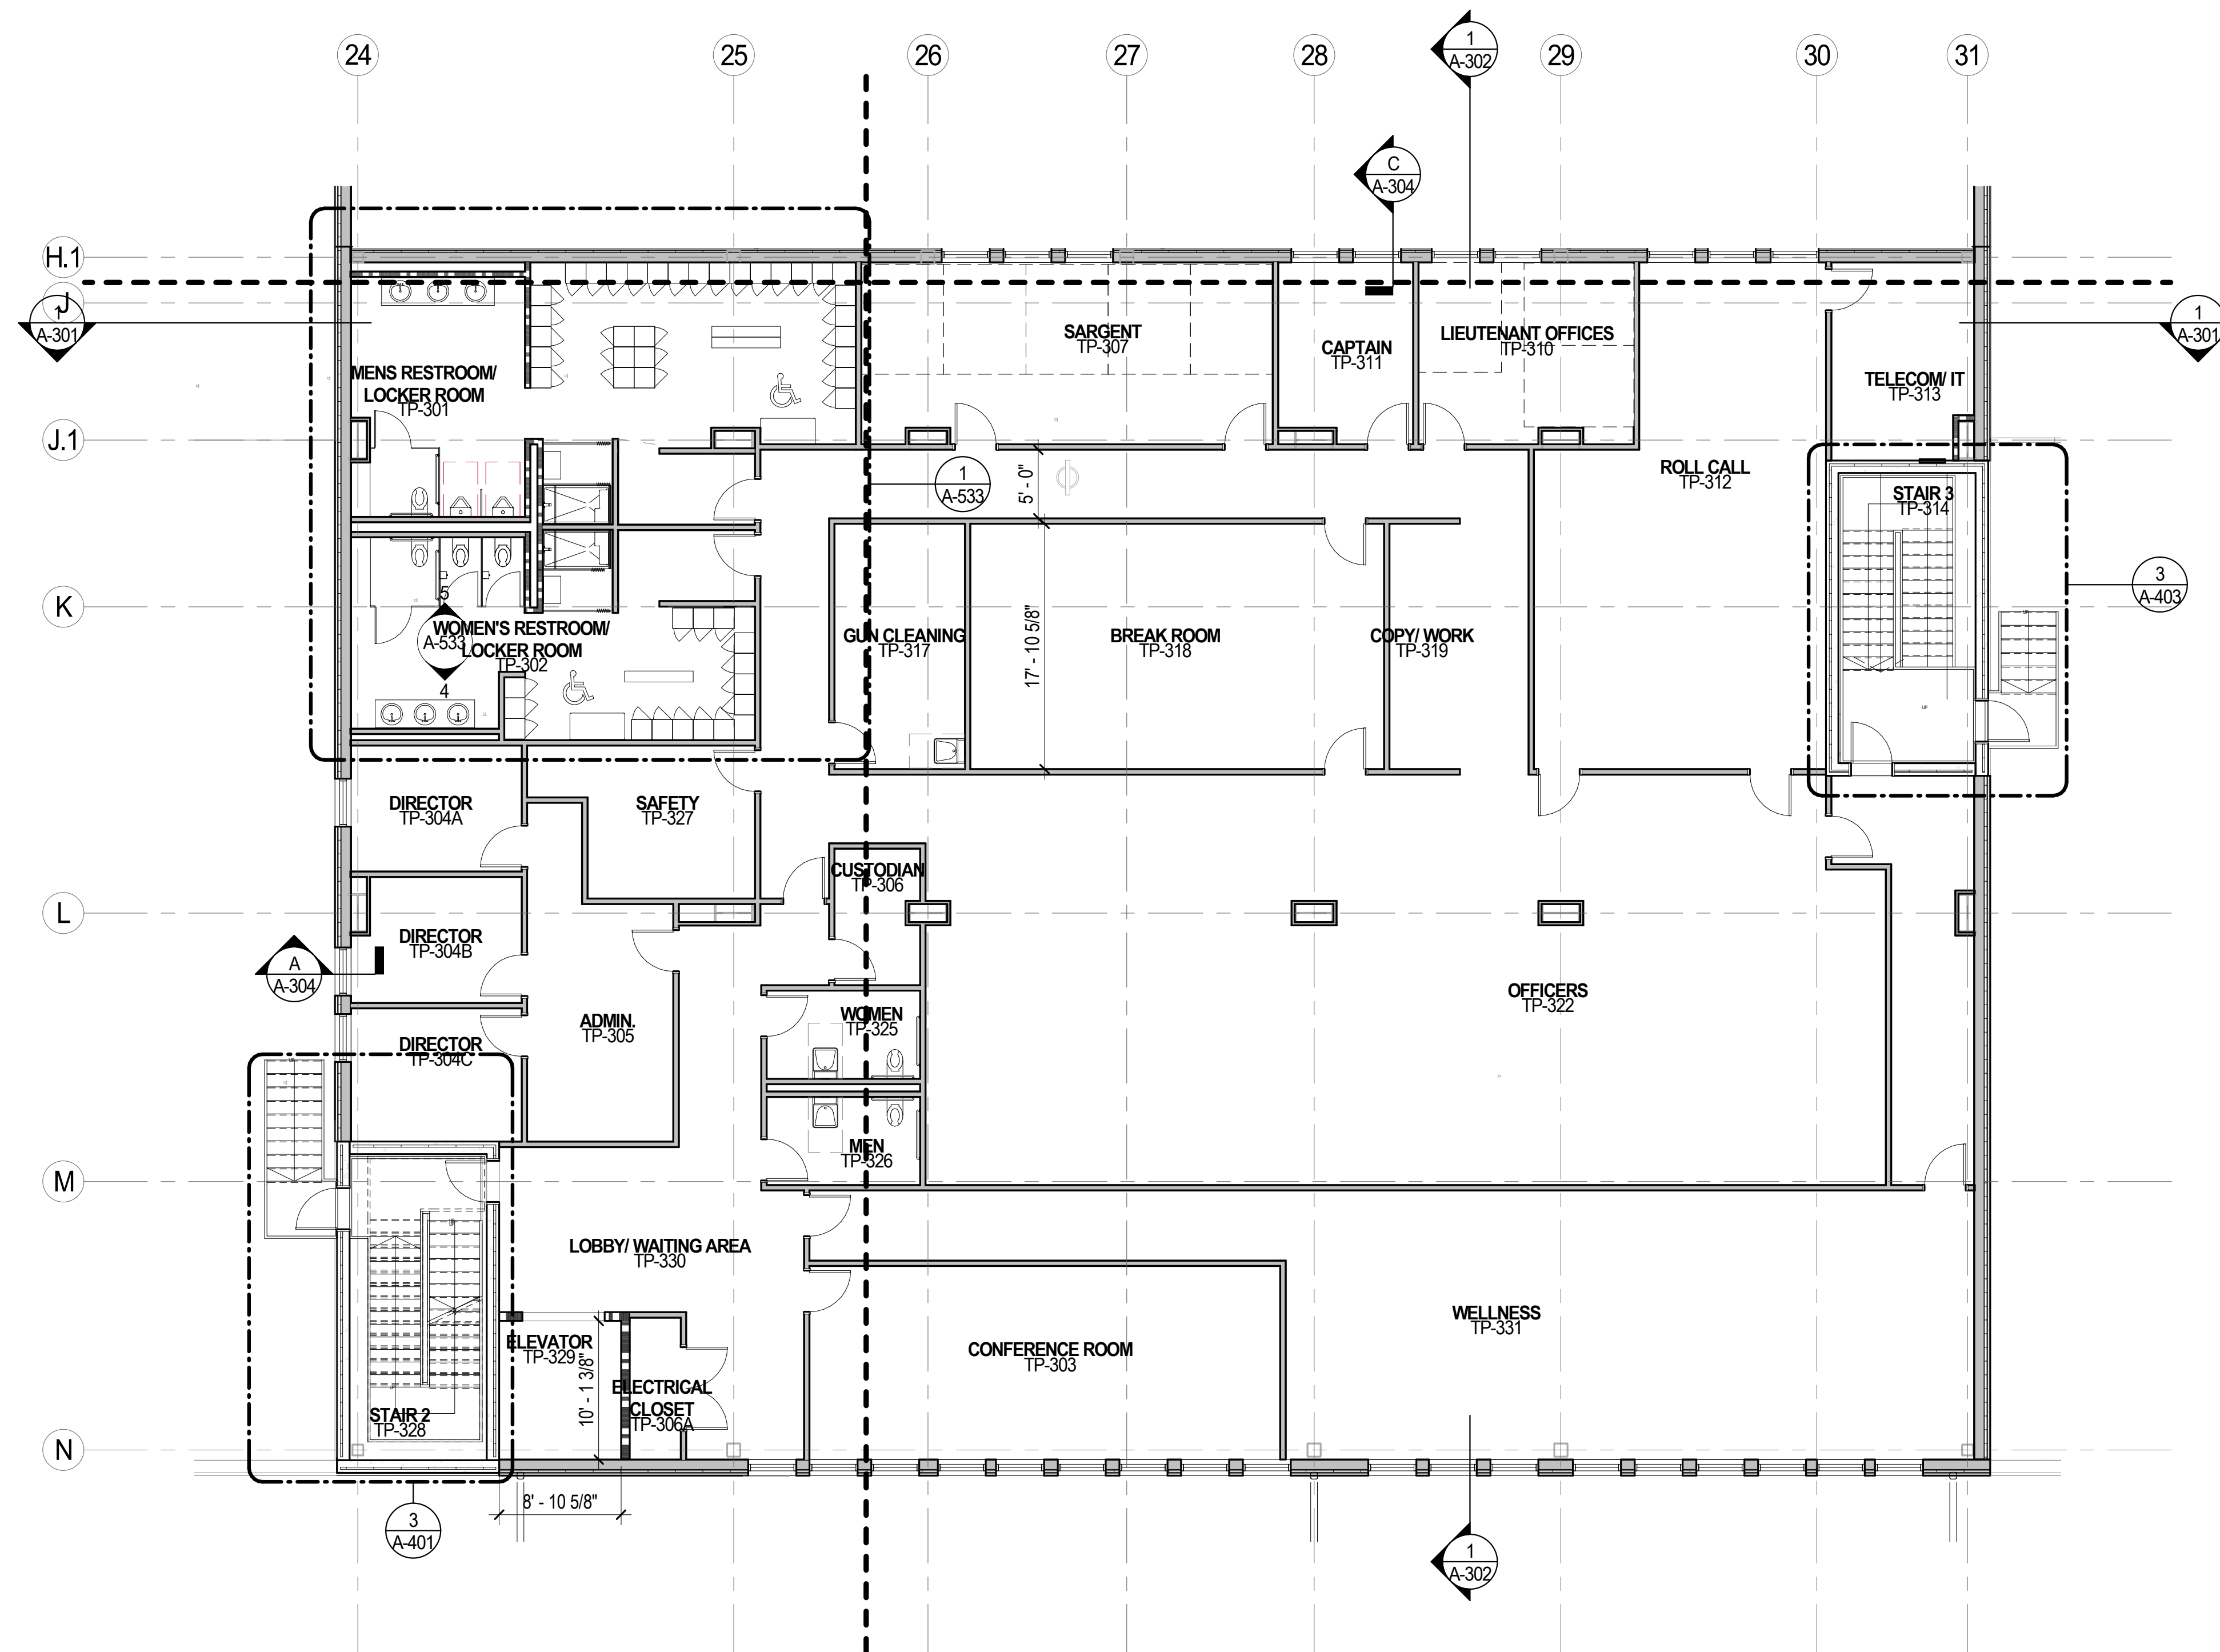 24
25
26
27
28
29
30
31
1
A-302
C
A-304
H.1
J
1
A-301
1
A-301
SARGENT
TP-307
CAPTAIN
TP-311
LIEUTENANT OFFICES
TP-310
MENS RESTROOM/
LOCKER ROOM
TP-301
TELECOM/ IT
TP-313
J.1
1
A-533
5' - 0"
ROLL CALL
TP-312
STAIR 3
TP-314
3
A-403
K
5
A-533
4
WOMEN'S RESTROOM/
LOCKER ROOM
TP-302
GUN CLEANING
TP-317
17' - 10 5/8"
BREAK ROOM
TP-318
COPY/ WORK
TP-319
UP
UP
DIRECTOR
TP-304A
SAFETY
TP-327
CUSTODIAN
TP-306
L
DIRECTOR
TP-304B
A
A-304
OFFICERS
TP-322
ADMIN.
TP-305
WOMEN
TP-325
DIRECTOR
TP-304C
MEN
TP-326
M
LOBBY/ WAITING AREA
TP-330
WELLNESS
TP-331
ELEVATOR
TP-329
10' - 1 3/8"
CONFERENCE ROOM
TP-303
ELECTRICAL
CLOSET
TP-306A
STAIR 2
TP-328
N
8' - 10 5/8"
3
A-401
1
A-302